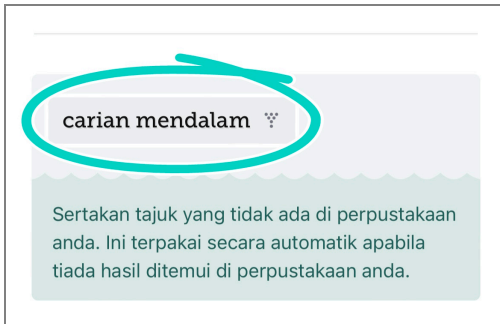 carian mendalam
Sertakan tajuk yang tidak ada di perpustakaan
anda. Ini terpakai secara automatik apabila
tiada hasil ditemui di perpustakaan anda.